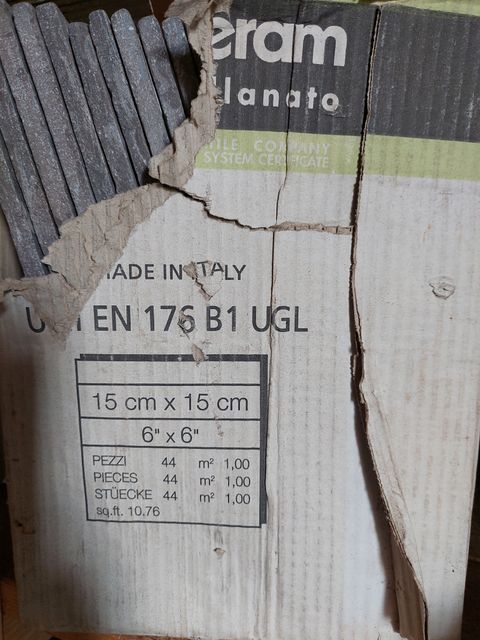 eram
lanato
TILE COMPANY
SYSTEM CERTIFICATE
MADE IN ITALY
UNI EN 176 B1 UGL
15 cm x 15 cm
6" x 6"
PEZZI 44 m² 1,00
PIECES 44 m² 1,00
STÜECKE 44 m² 1,00
sq.ft. 10.76